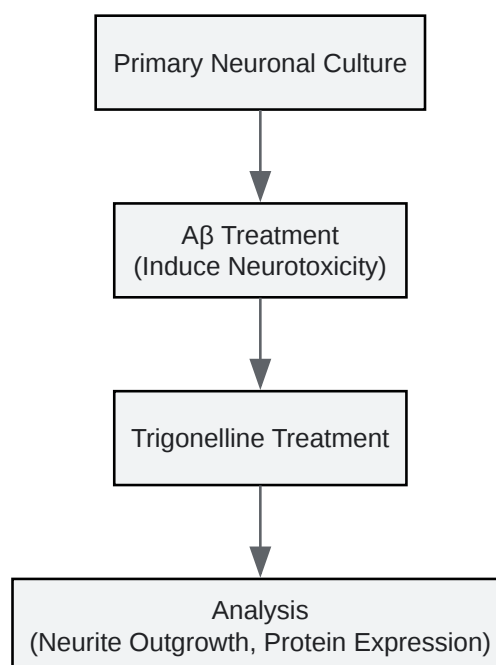 Primary Neuronal Culture
Aβ Treatment
(Induce Neurotoxicity)
Trigonelline Treatment
Analysis
(Neurite Outgrowth, Protein Expression)